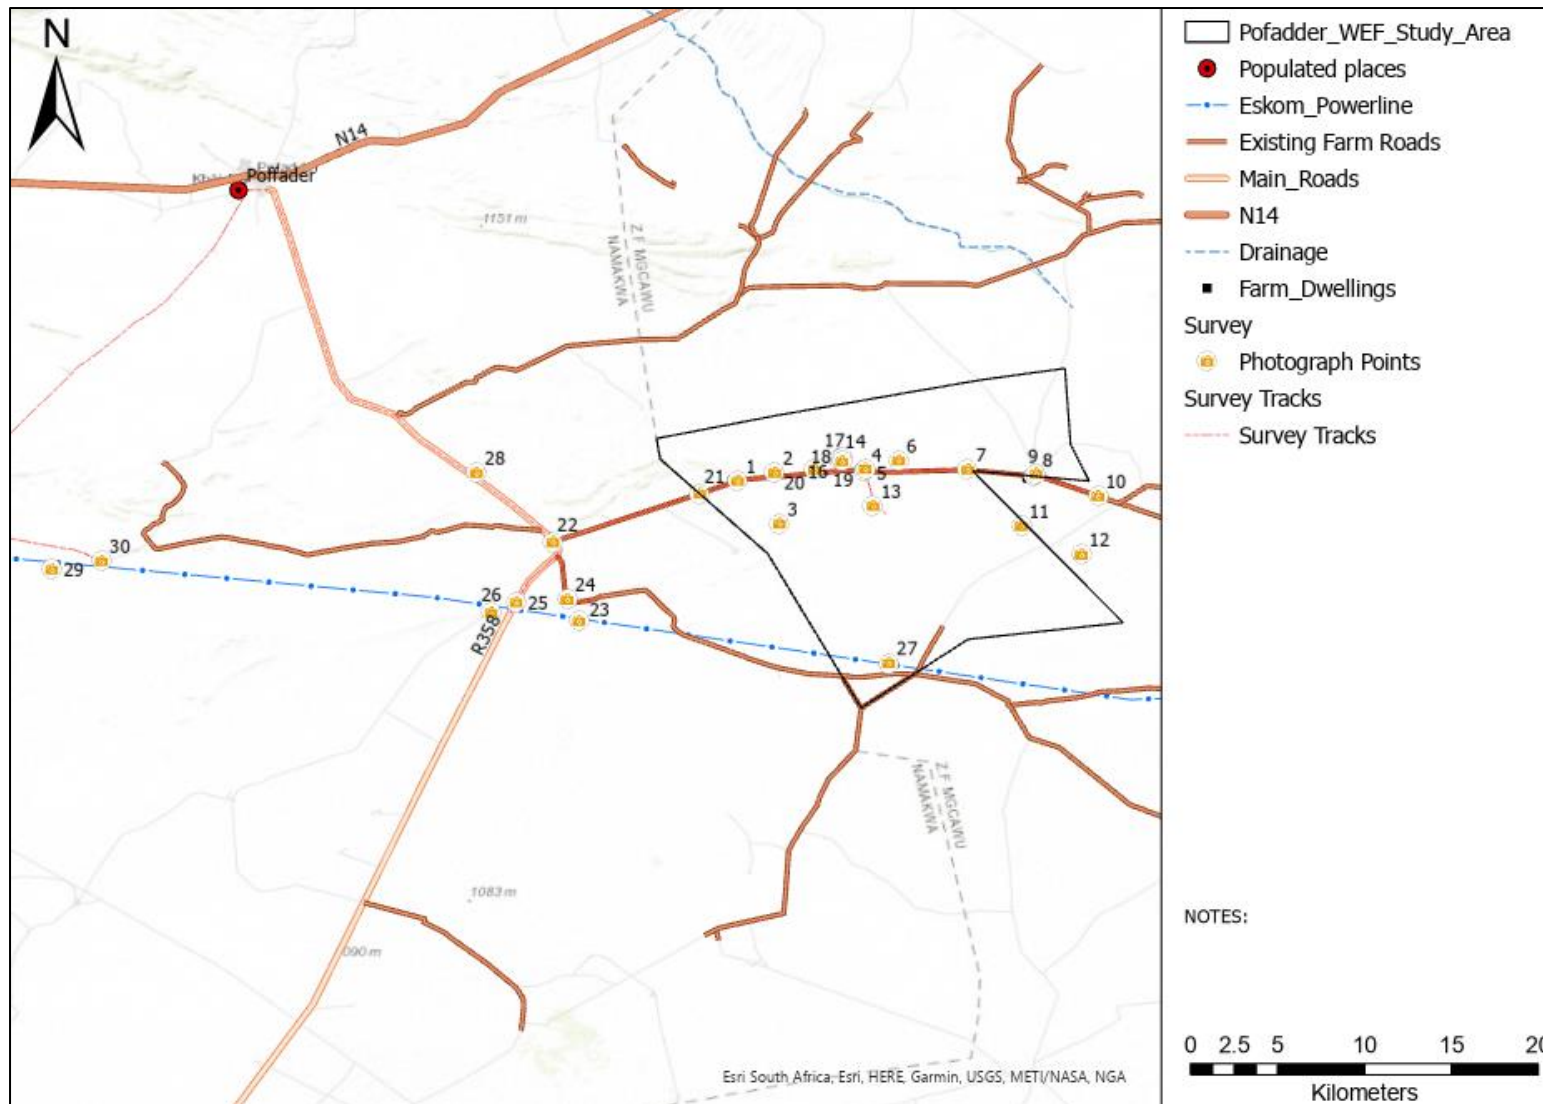 N
N14
Pofadder
Poffader
1151 m
Z F MGCAWU
NAMAKWA
28
21
1
2
20
18
16
17
14
19
4
5
6
7
9
8
10
3
13
11
12
22
30
29
24
26
25
23
27
R358
Z F MGCAWU
NAMAKWA
1083 m
090 m
Esri South Africa, Esri, HERE, Garmin, USGS, METI/NASA, NGA
Pofadder_WEF_Study_Area
Populated places
Eskom_Powerline
Existing Farm Roads
Main_Roads
N14
Drainage
Farm_Dwellings
Survey
Photograph Points
Survey Tracks
Survey Tracks
NOTES:
0 2.5 5 10 15 20
Kilometers